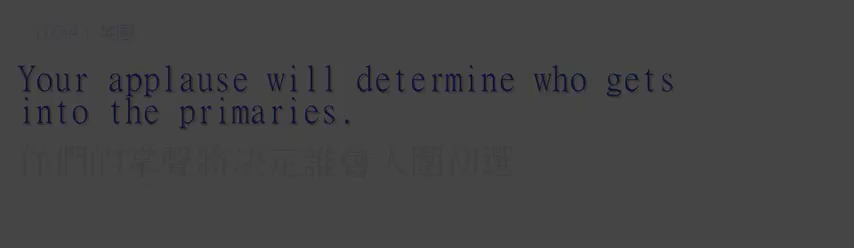 Your applause will determine who gets
into the primaries.
你們的掌聲將決定誰會入圍初選